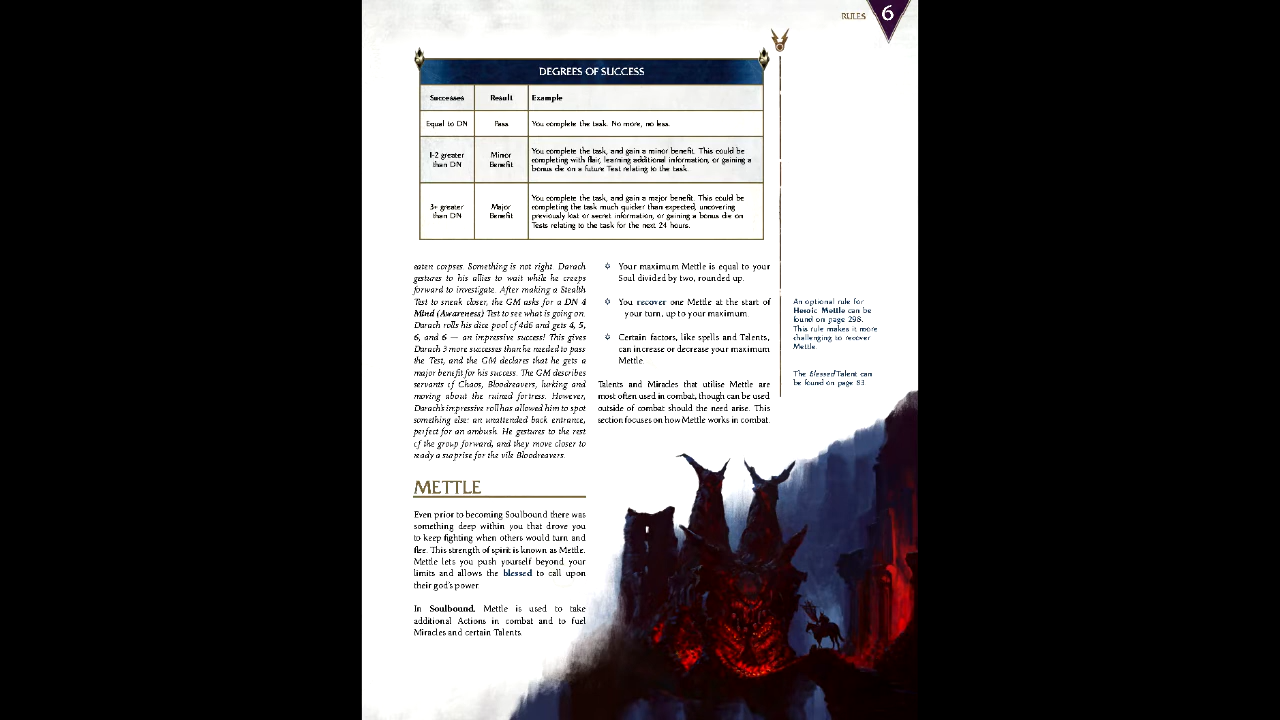 RULES 6
DEGREES OF SUCCESS
Successes Result Example
Equal to DN Pass You complete the task. No more, no less.
1-2 greater than DN Minor Benefit You complete the task, and gain a minor benefit. This could be
completing with flair, learning additional information, or gaining a
bonus die on a future Test relating to the task.
3+ greater than DN Major Benefit You complete the task, and gain a major benefit. This could be
completing the task much quicker than expected, uncovering
previously lost or secret information, or gaining a bonus die on
Tests relating to the task for the next 24 hours.
eaten corpses. Something is not right. Darach
gestures to his allies to wait while he creeps
forward to investigate. After making a Stealth
Test to sneak closer, the GM asks for a DN 4
Mind (Awareness) Test to see what is going on.
Darach rolls his dice pool of 4d6 and gets 4, 5,
6, and 6 — an impressive success! This gives
Darach 3 more successes than he needed to pass
the Test, and the GM declares that he gets a
major benefit for his success. The GM describes
servants of Chaos, Bloodreavers, lurking and
moving about the ruined fortress. However,
Darach's impressive roll has allowed him to spot
something else: an unattended back entrance,
perfect for an ambush. He gestures to the rest
of the group forward, and they move closer to
ready a surprise for the vile Bloodreavers.
METTLE
Even prior to becoming Soulbound there was
something deep within you that drove you
to keep fighting when others would turn and
flee. This strength of spirit is known as Mettle.
Mettle lets you push yourself beyond your
limits and allows the blessed to call upon
their god's power.
In Soulbound, Mettle is used to take
additional Actions in combat and to fuel
Miracles and certain Talents.
Your maximum Mettle is equal to your
Soul divided by two, rounded up.
You recover one Mettle at the start of
your turn, up to your maximum.
Certain factors, like spells and Talents,
can increase or decrease your maximum
Mettle.
Talents and Miracles that utilise Mettle are
most often used in combat, though can be used
outside of combat should the need arise. This
section focuses on how Mettle works in combat.
An optional rule for
Heroic Mettle can be
found on page 298.
This rule makes it more
challenging to recover
Mettle.
The Blessed Talent can
be found on page 83